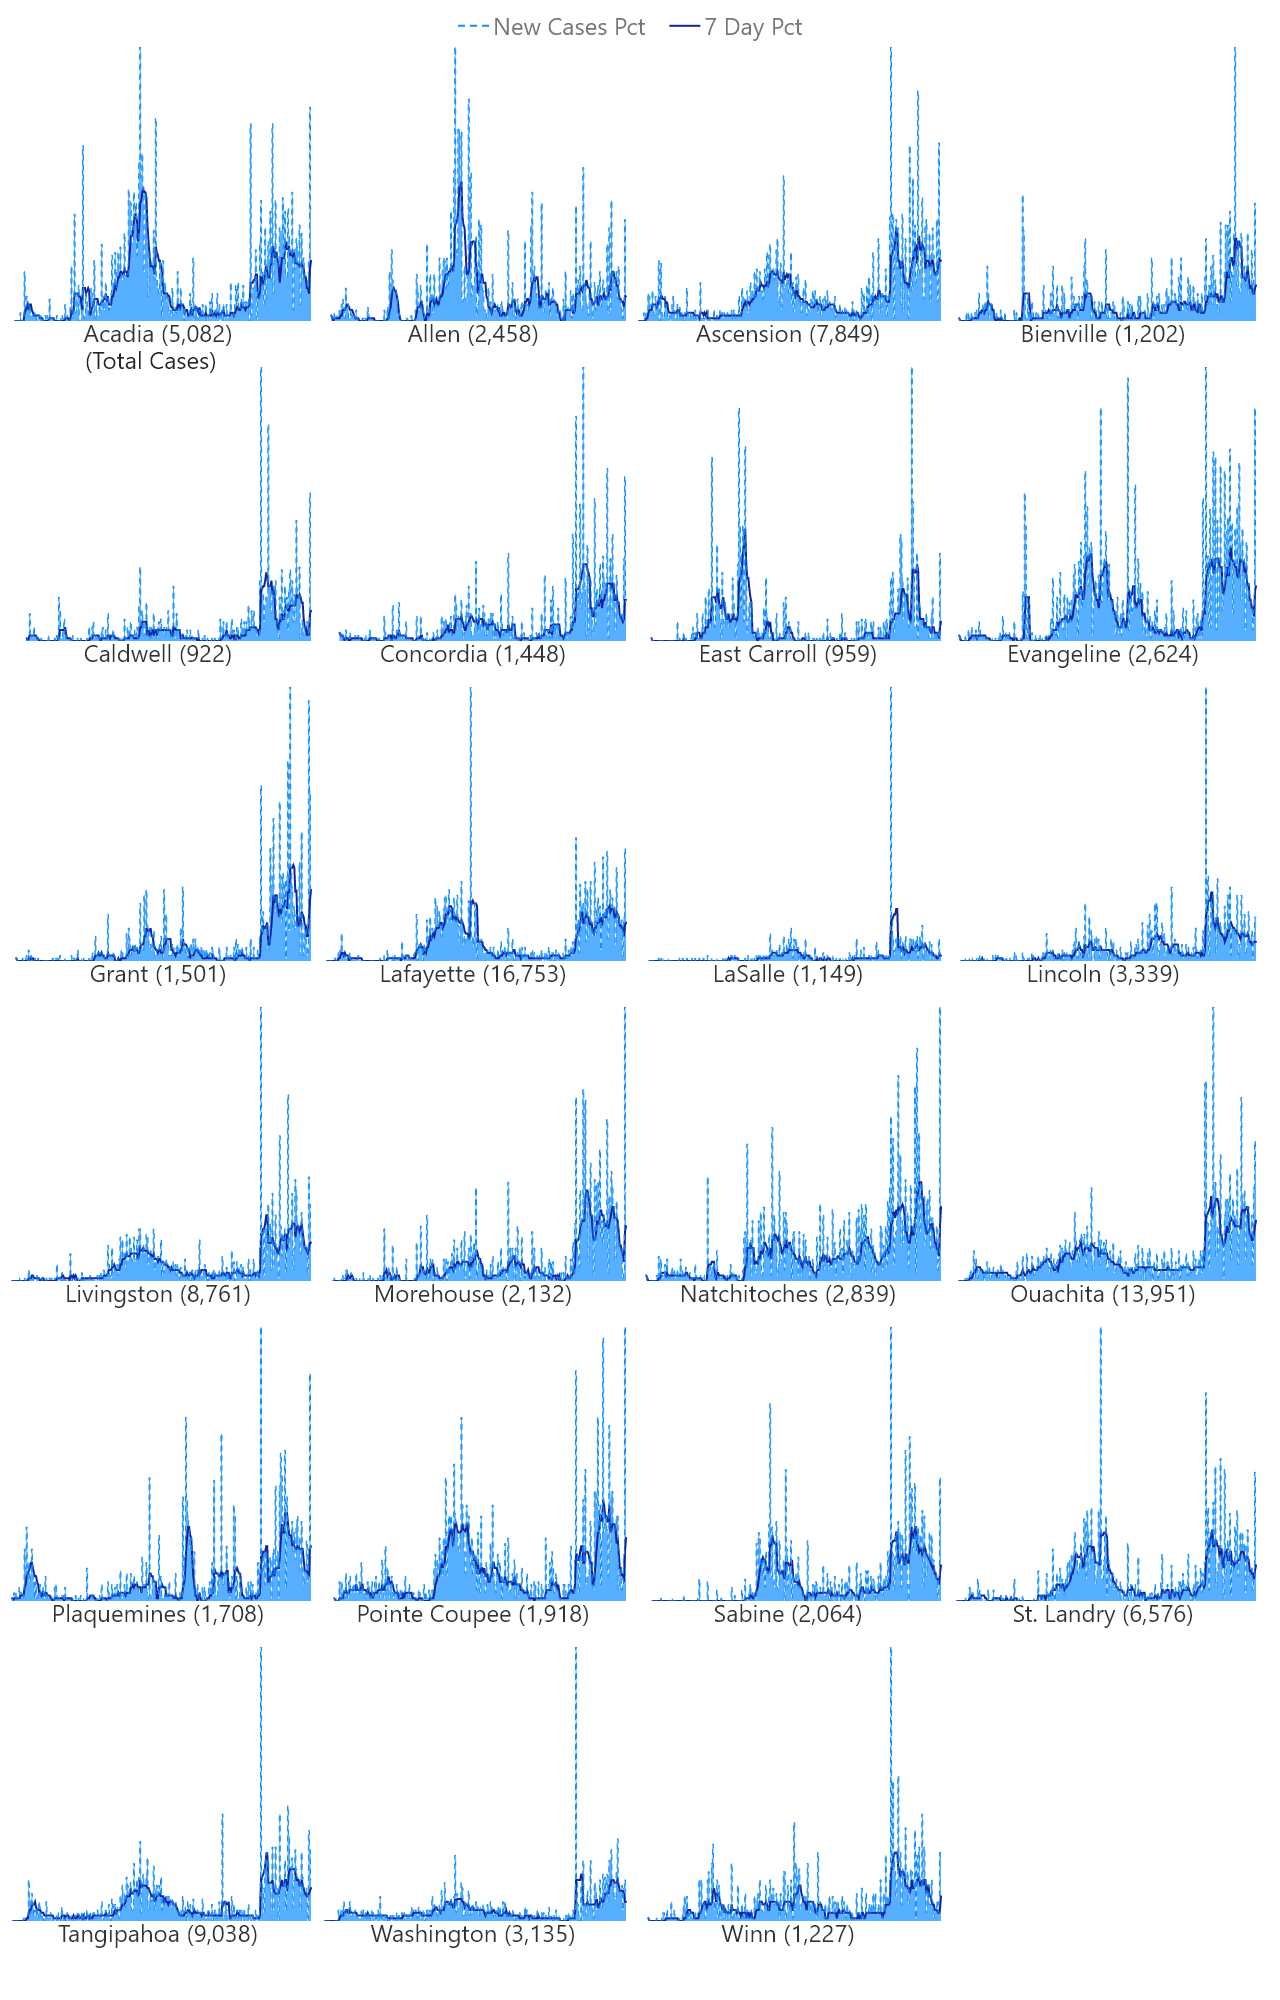 New Cases Pct 7 Day Pct
Acadia (5,082) Allen (2,458) Ascension (7,849) Bienville (1,202)
(Total Cases)
Caldwell (922) Concordia (1,448) East Carroll (959) Evangeline (2,624)
Grant (1,501) Lafayette (16,753) LaSalle (1,149) Lincoln (3,339)
Livingston (8,761) Morehouse (2,132) Natchitoches (2,839) Ouachita (13,951)
Plaquemines (1,708) Pointe Coupee (1,918) Sabine (2,064) St. Landry (6,576)
Tangipahoa (9,038) Washington (3,135) Winn (1,227)